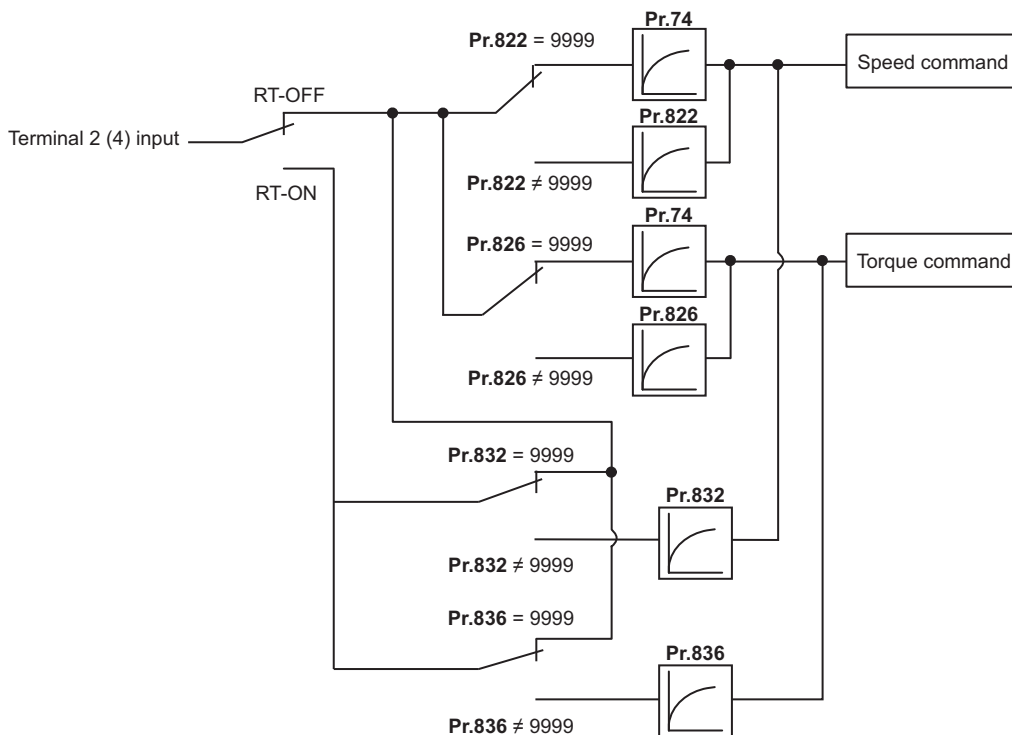 Pr.74
Pr.822 = 9999
Speed command
RT-OFF
Pr.822
Terminal 2 (4) input
Pr.822 ≠ 9999
RT-ON
Pr.74
Pr.826 = 9999
Torque command
Pr.826
Pr.826 ≠ 9999
Pr.832 = 9999
Pr.832
Pr.832 ≠ 9999
Pr.836 = 9999
Pr.836
Pr.836 ≠ 9999